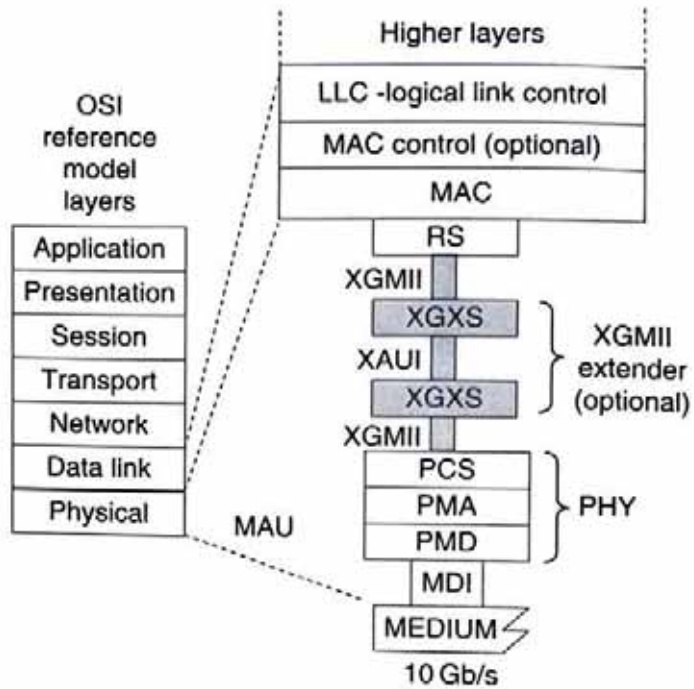 Higher layers
LLC -logical link control
MAC control (optional)
MAC
OSI
reference
model
layers
Application
Presentation
Session
Transport
Network
Data link
Physical
RS
XGMII
XGXS
XAUI
XGXS
XGMII
XGMII
extender
(optional)
PCS
PMA
PMD
PHY
MAU
MDI
MEDIUM
10 Gb/s